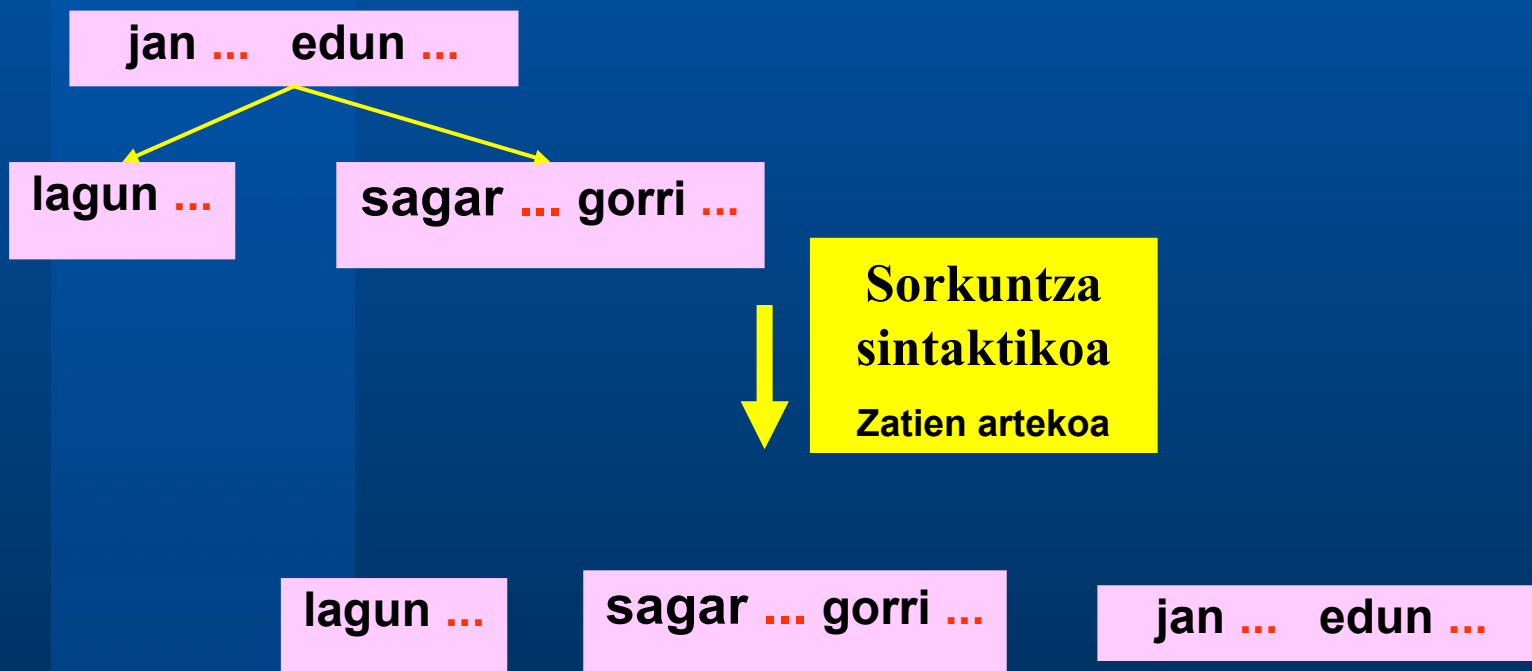 jan ... edun ...
lagun ...
sagar ... gorri ...
Sorkuntza
sintaktikoa
Zatien artekoa
lagun ...
sagar ... gorri ...
jan ... edun ...